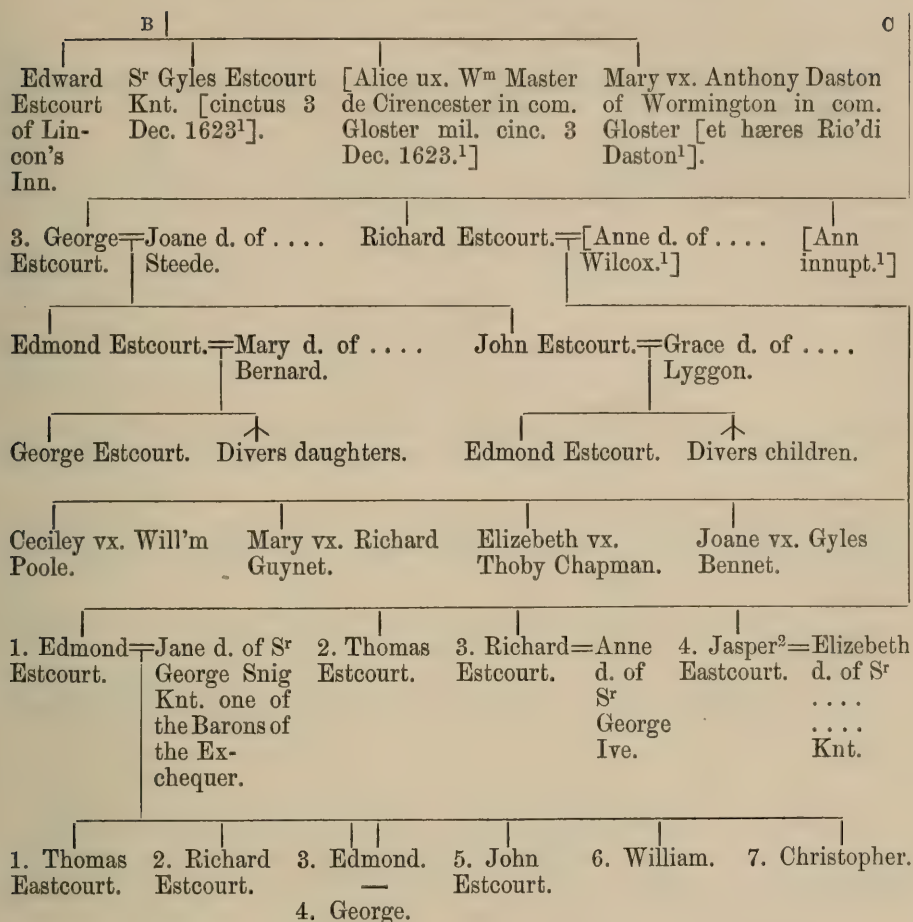 B C
Edward
Estcourt
of Lin-
con's
Inn.
Sʳ Gyles Estcourt
Knt. [cinctus 3
Dec. 1623¹].
[Alice ux. Wᵐ Master
de Cirencester in com.
Gloster mil. cinc. 3
Dec. 1623.¹]
Mary vx. Anthony Daston
of Wormington in com.
Gloster [et hæres Ric'di
Daston¹].
3. George
Estcourt.
Joane d. of . . . .
Steede.
Richard Estcourt.
[Anne d. of . . . .
Wilcox.¹]
[Ann
innupt.¹]
Edmond Estcourt.
Mary d. of . . . .
Bernard.
John Estcourt.
Grace d. of . . . .
Lyggon.
George Estcourt.
Divers daughters.
Edmond Estcourt.
Divers children.
Ceciley vx. Will'm
Poole.
Mary vx. Richard
Guynet.
Elizebeth vx.
Thoby Chapman.
Joane vx. Gyles
Bennet.
1. Edmond
Estcourt.
Jane d. of Sʳ
George Snig
Knt. one of
the Barons of
the Ex-
chequer.
2. Thomas
Estcourt.
3. Richard
Estcourt.
Anne
d. of
Sʳ
George
Ive.
4. Jasper²
Eastcourt.
Elizebeth
d. of Sʳ
. . . .
. . . .
Knt.
1. Thomas
Eastcourt.
2. Richard
Estcourt.
3. Edmond.
—
4. George.
5. John
Estcourt.
6. William.
7. Christopher.